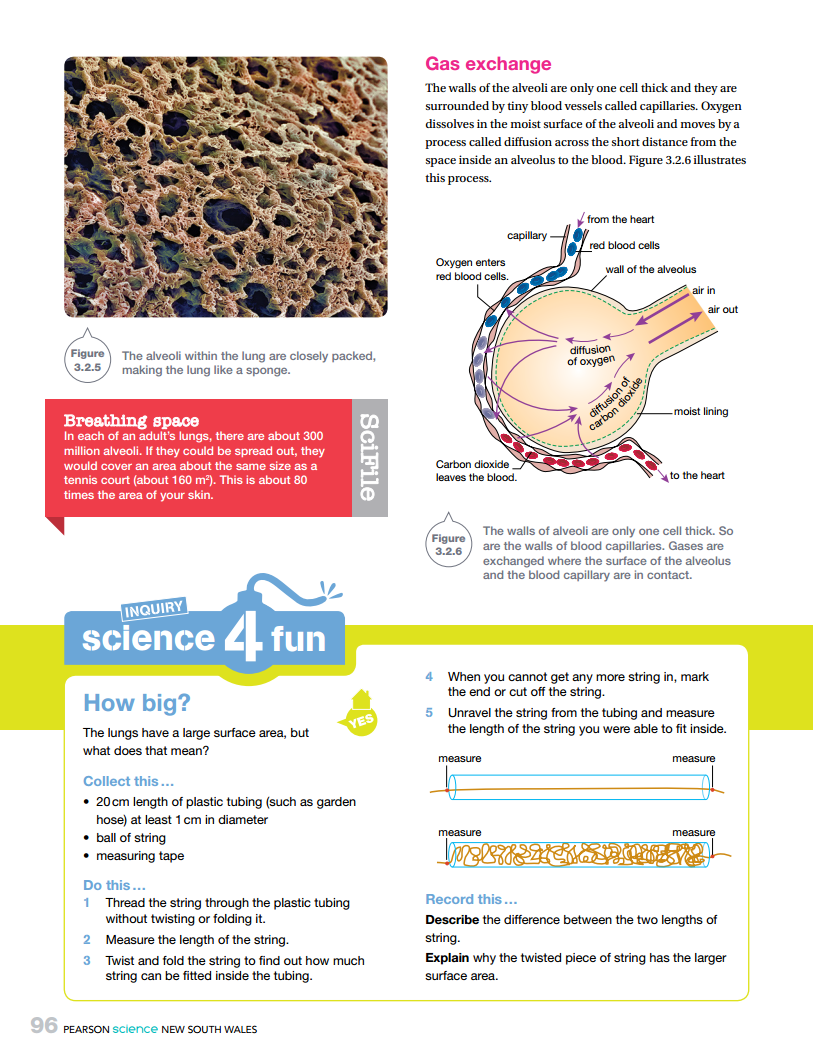 Figure
3.2.5
The alveoli within the lung are closely packed,
making the lung like a sponge.
Breathing space
In each of an adult's lungs, there are about 300
million alveoli. If they could be spread out, they
would cover an area about the same size as a
tennis court (about 160 m²). This is about 80
times the area of your skin.
SciFile
Gas exchange
The walls of the alveoli are only one cell thick and they are
surrounded by tiny blood vessels called capillaries. Oxygen
dissolves in the moist surface of the alveoli and moves by a
process called diffusion across the short distance from the
space inside an alveolus to the blood. Figure 3.2.6 illustrates
this process.
from the heart
capillary
red blood cells
Oxygen enters
red blood cells.
wall of the alveolus
air in
air out
diffusion
of oxygen
diffusion of
carbon dioxide
moist lining
Carbon dioxide
leaves the blood.
to the heart
Figure
3.2.6
The walls of alveoli are only one cell thick. So
are the walls of blood capillaries. Gases are
exchanged where the surface of the alveolus
and the blood capillary are in contact.
INQUIRY
science 4 fun
How big?
YES
The lungs have a large surface area, but
what does that mean?
Collect this...
• 20 cm length of plastic tubing (such as garden
hose) at least 1 cm in diameter
• ball of string
• measuring tape
Do this...
1 Thread the string through the plastic tubing
without twisting or folding it.
2 Measure the length of the string.
3 Twist and fold the string to find out how much
string can be fitted inside the tubing.
4 When you cannot get any more string in, mark
the end or cut off the string.
5 Unravel the string from the tubing and measure
the length of the string you were able to fit inside.
measure measure
measure measure
Record this...
Describe the difference between the two lengths of
string.
Explain why the twisted piece of string has the larger
surface area.
96 PEARSON science NEW SOUTH WALES